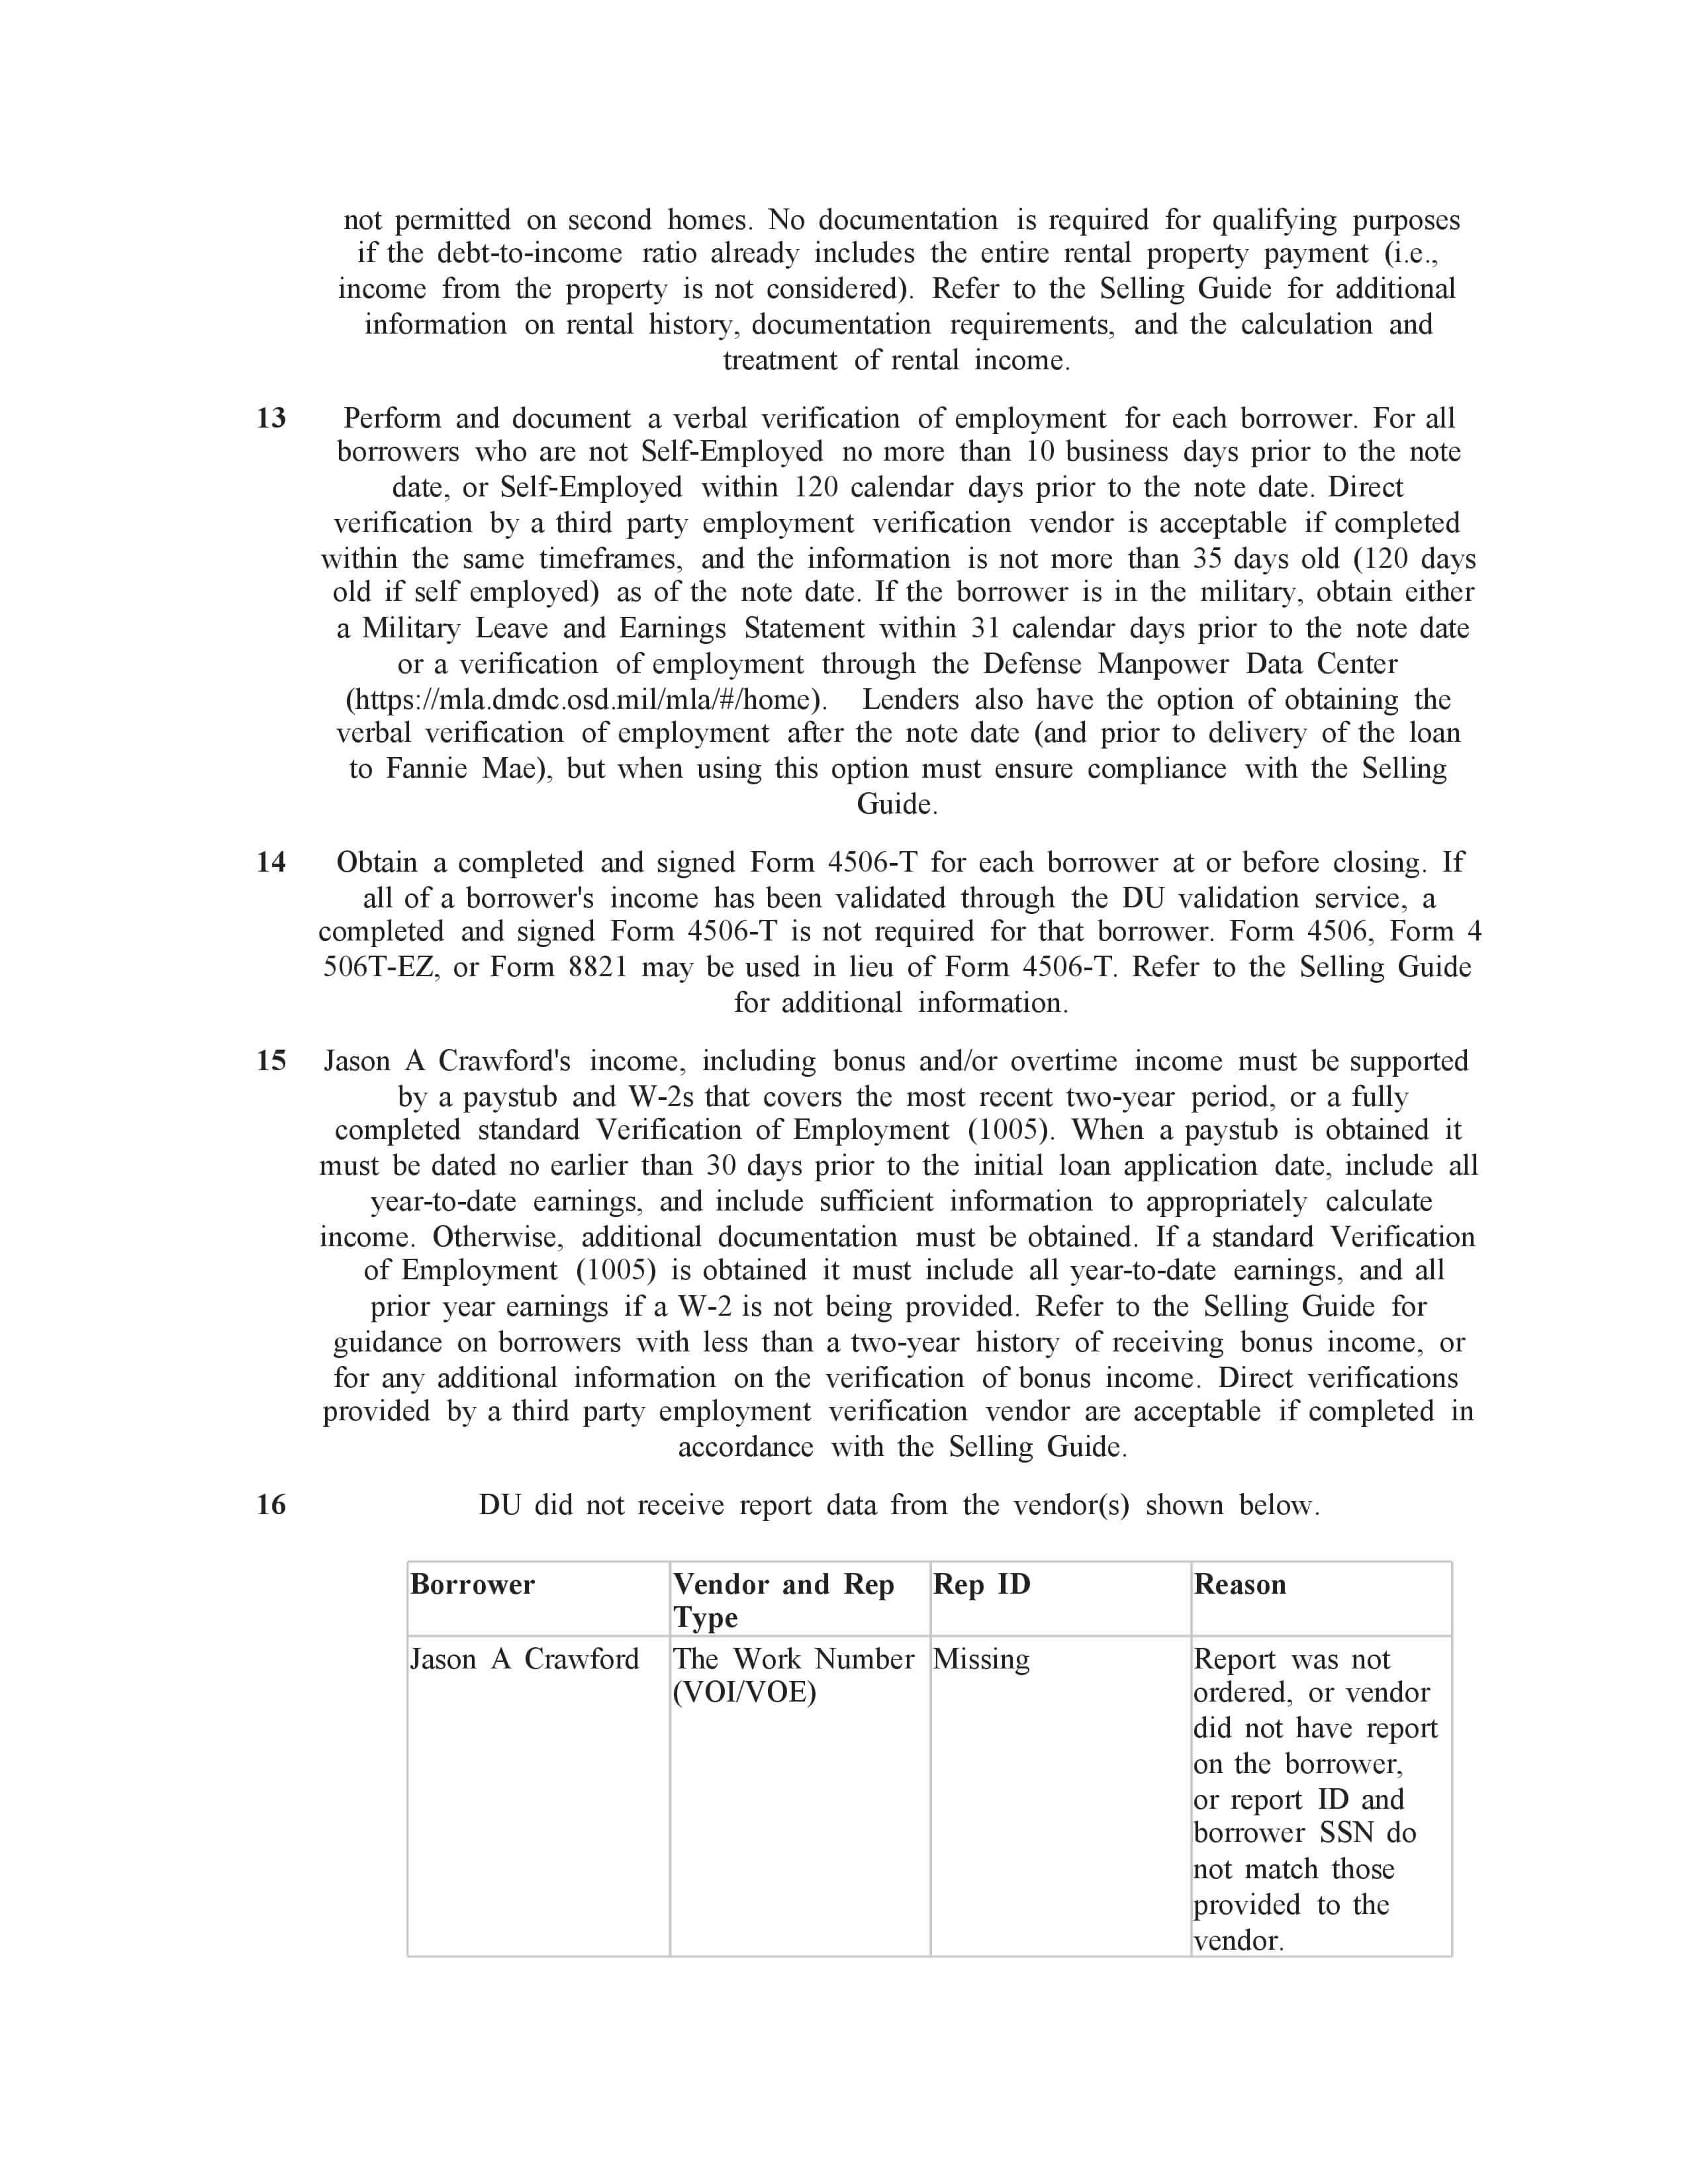 not permitted on second homes. No documentation is required for qualifying purposes
if the debt-to-income ratio already includes the entire rental property payment (i.e.,
income from the property is not considered). Refer to the Selling Guide for additional
information on rental history, documentation requirements, and the calculation and
treatment of rental income.
13 Perform and document a verbal verification of employment for each borrower. For all
borrowers who are not Self-Employed no more than 10 business days prior to the note
date, or Self-Employed within 120 calendar days prior to the note date. Direct
verification by a third party employment verification vendor is acceptable if completed
within the same timeframes, and the information is not more than 35 days old (120 days
old if self employed) as of the note date. If the borrower is in the military, obtain either
a Military Leave and Earnings Statement within 31 calendar days prior to the note date
or a verification of employment through the Defense Manpower Data Center
(https://mla.dmdc.osd.mil/mla/#/home). Lenders also have the option of obtaining the
verbal verification of employment after the note date (and prior to delivery of the loan
to Fannie Mae), but when using this option must ensure compliance with the Selling
Guide.
14 Obtain a completed and signed Form 4506-T for each borrower at or before closing. If
all of a borrower's income has been validated through the DU validation service, a
completed and signed Form 4506-T is not required for that borrower. Form 4506, Form 4
506T-EZ, or Form 8821 may be used in lieu of Form 4506-T. Refer to the Selling Guide
for additional information.
15 Jason A Crawford's income, including bonus and/or overtime income must be supported
by a paystub and W-2s that covers the most recent two-year period, or a fully
completed standard Verification of Employment (1005). When a paystub is obtained it
must be dated no earlier than 30 days prior to the initial loan application date, include all
year-to-date earnings, and include sufficient information to appropriately calculate
income. Otherwise, additional documentation must be obtained. If a standard Verification
of Employment (1005) is obtained it must include all year-to-date earnings, and all
prior year earnings if a W-2 is not being provided. Refer to the Selling Guide for
guidance on borrowers with less than a two-year history of receiving bonus income, or
for any additional information on the verification of bonus income. Direct verifications
provided by a third party employment verification vendor are acceptable if completed in
accordance with the Selling Guide.
16 DU did not receive report data from the vendor(s) shown below.
Borrower
Vendor and Rep
Type
Rep ID
Reason
Jason A Crawford
The Work Number
(VOI/VOE)
Missing
Report was not
ordered, or vendor
did not have report
on the borrower,
or report ID and
borrower SSN do
not match those
provided to the
vendor.